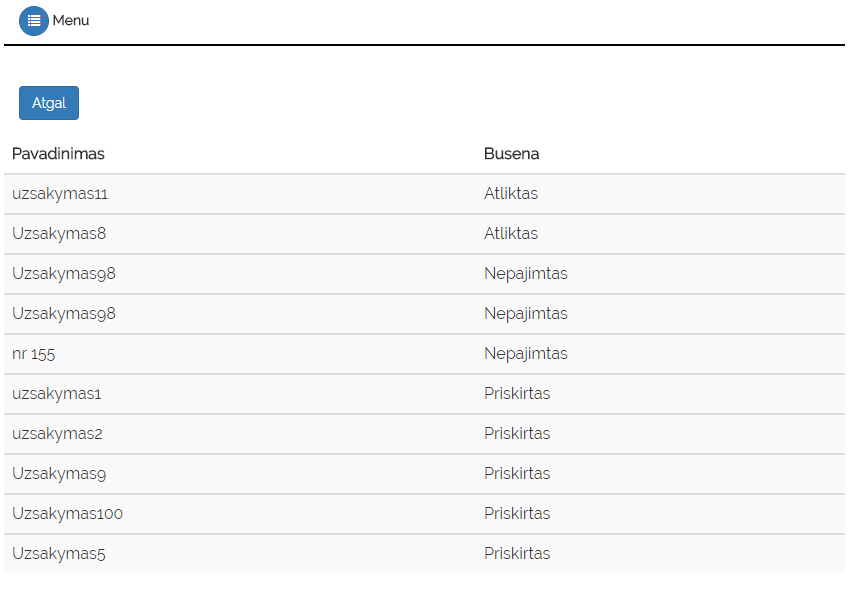 Menu
Atgal
Pavadinimas Busena
uzsakymas11 Atliktas
Uzsakymas8 Atliktas
Uzsakymas98 Nepajimtas
Uzsakymas98 Nepajimtas
nr 155 Nepajimtas
uzsakymas1 Priskirtas
uzsakymas2 Priskirtas
Uzsakymas9 Priskirtas
Uzsakymas100 Priskirtas
Uzsakymas5 Priskirtas